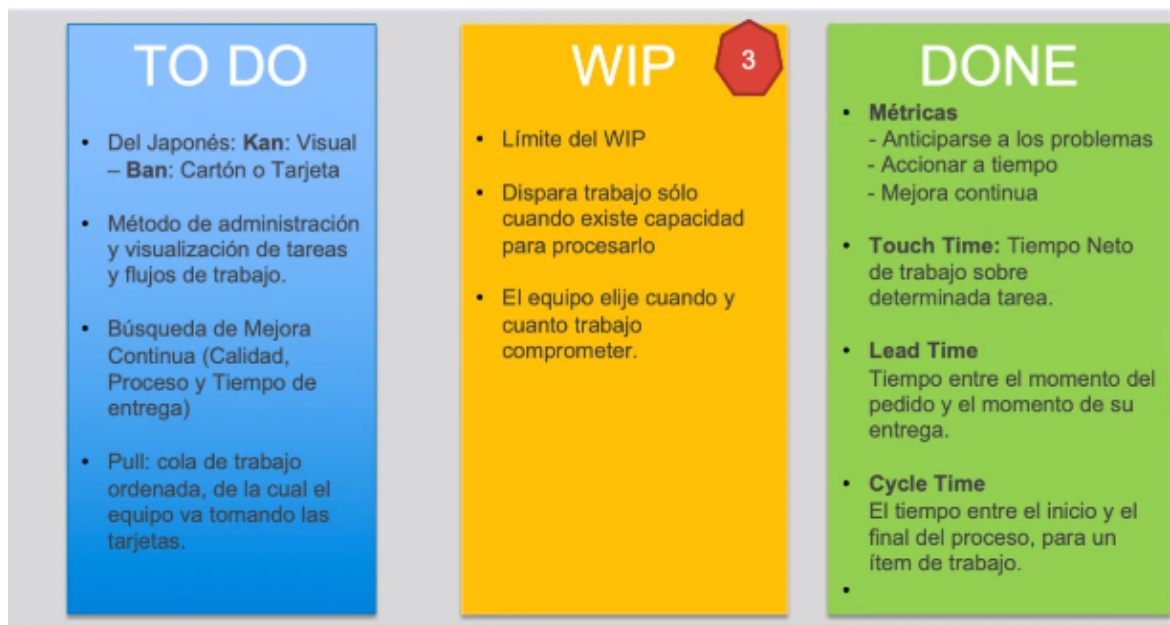 TO DO
• Del Japonés: Kan: Visual
– Ban: Cartón o Tarjeta
• Método de administración
y visualización de tareas
y flujos de trabajo.
• Búsqueda de Mejora
Continua (Calidad,
Proceso y Tiempo de
entrega)
• Pull: cola de trabajo
ordenada, de la cual el
equipo va tomando las
tarjetas.
WIP
3
• Límite del WIP
• Dispara trabajo sólo
cuando existe capacidad
para procesarlo
• El equipo elije cuando y
cuanto trabajo
comprometer.
DONE
• Métricas
- Anticiparse a los problemas
- Accionar a tiempo
- Mejora continua
• Touch Time: Tiempo Neto
de trabajo sobre
determinada tarea.
• Lead Time
Tiempo entre el momento del
pedido y el momento de su
entrega.
• Cycle Time
El tiempo entre el inicio y el
final del proceso, para un
ítem de trabajo.
•